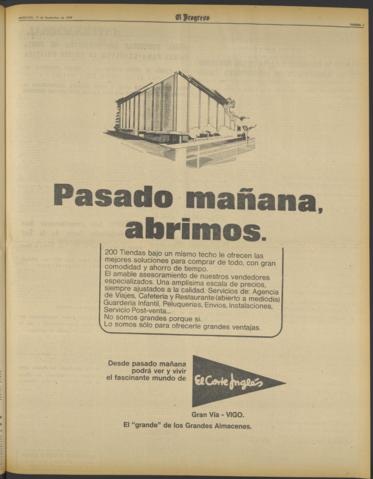 El Progreso
Pasado mañana,
abrimos.
200 Tiendas bajo un mismo techo le ofrecen las
mejores soluciones para comprar de todo, con gran
comodidad y ahorro de tiempo.
El amable asesoramiento de nuestros vendedores
especializados. Una amplísima escala de precios,
siempre ajustados a la calidad. Servicios de: Agencia
de Viajes, Cafetería y Restaurante (abierto a mediodía)
Guardería Infantil, Peluquerías, Envíos, Instalaciones,
Servicio Post-venta...
No somos grandes porque si.
Lo somos sólo para ofrecerle grandes ventajas.
Desde pasado mañana
podrá ver y vivir
el fascinante mundo de
El Corte Inglés
Gran Vía - VIGO.
El "grande" de los Grandes Almacenes.